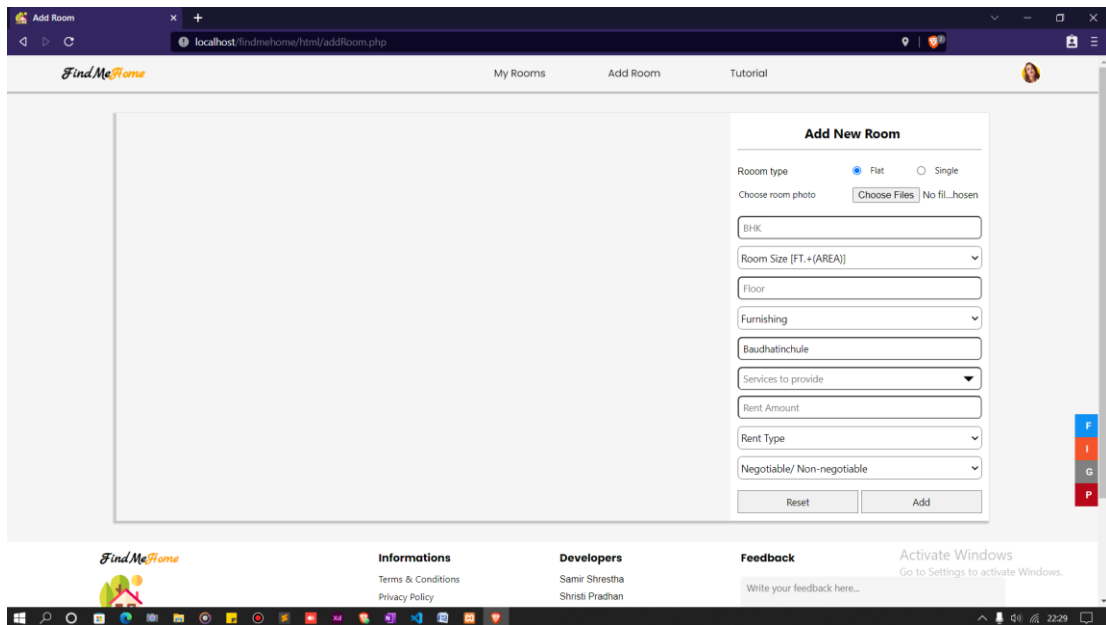 Add Room
localhost/findmehome/html/addRoom.php
2
FindMeHome
My Rooms Add Room Tutorial
Add New Room
Rooom type Flat Single
Choose room photo Choose Files No fil...hosen
BHK
Room Size [FT.+(AREA)]
Floor
Furnishing
Baudhatinchule
Services to provide
Rent Amount
Rent Type
Negotiable/ Non-negotiable
Reset Add
F
I
G
P
FindMeHome
Informations
Terms & Conditions
Privacy Policy
Developers
Samir Shrestha
Shristi Pradhan
Feedback
Write your feedback here...
Activate Windows
Go to Settings to activate Windows.
Xd
22:29